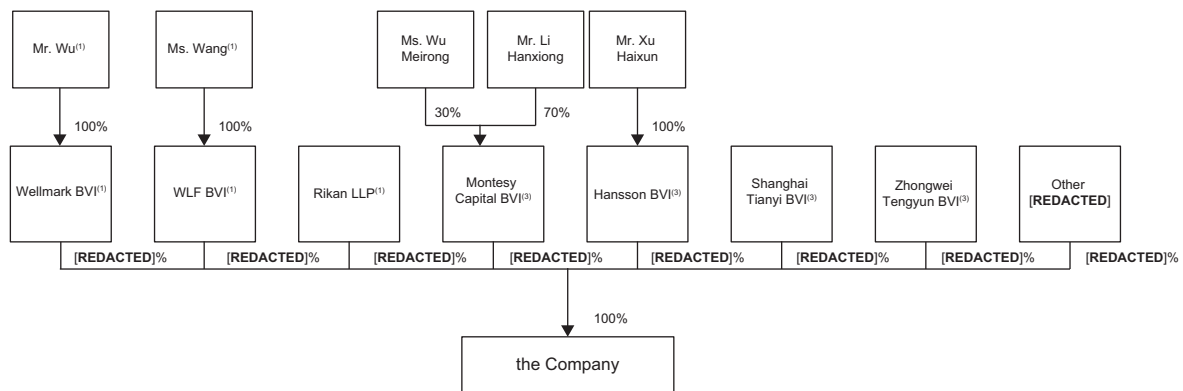 Mr. Wu(1)
Ms. Wang(1)
Ms. Wu
Meirong
Mr. Li
Hanxiong
Mr. Xu
Haixun
100%
100%
30%
70%
100%
Wellmark BVI(1)
WLF BVI(1)
Rikan LLP(1)
Montesy
Capital BVI(3)
Hansson BVI(3)
Shanghai
Tianyi BVI(3)
Zhongwei
Tengyun BVI(3)
Other
[REDACTED]
[REDACTED]%
[REDACTED]%
[REDACTED]%
[REDACTED]%
[REDACTED]%
[REDACTED]%
[REDACTED]%
[REDACTED]%
100%
the Company